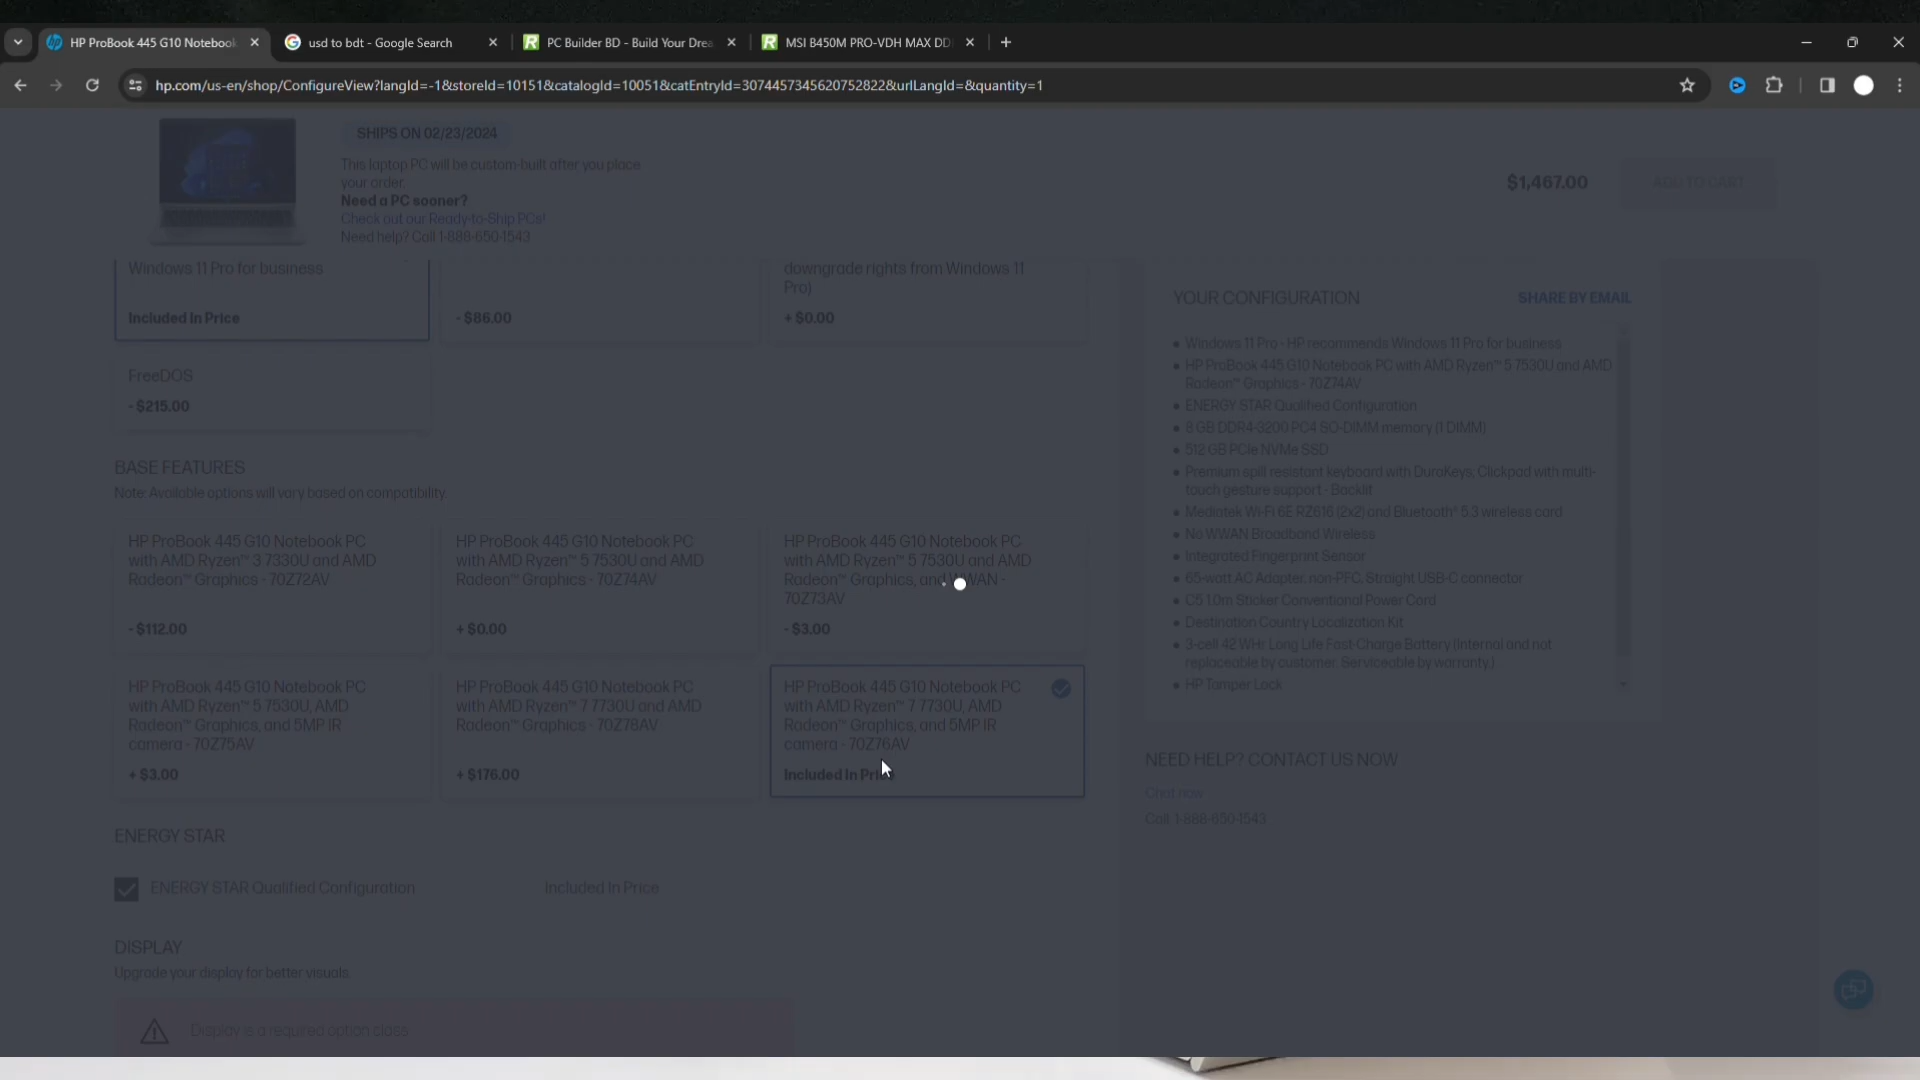 HP ProBook 445 G10 Notebook
usd to bdt - Google Search
PC Builder BD - Build Your Drea
MSI B450M PRO-VDH MAX DD
hp.com/us-en/shop/ConfigureView?langId=-1&storeId=10151&catalogId=10051&catEntryId=3074457345620752822&urlLangId=&quantity=1
SHIPS ON 02/23/2024
This laptop PC will be custom-built after you place
your order.
Need a PC sooner?
Check out our Ready-to-Ship PCs!
Need help? Call 1-888-650-1543
$1,467.00
ADD TO CART
Windows 11 Pro for business
Included In Price
- $86.00
downgrade rights from Windows 11
Pro)
+ $0.00
FreeDOS
- $215.00
BASE FEATURES
Note: Available options will vary based on compatibility.
HP ProBook 445 G10 Notebook PC
with AMD Ryzen™ 3 7330U and AMD
Radeon™ Graphics - 70Z72AV
- $112.00
HP ProBook 445 G10 Notebook PC
with AMD Ryzen™ 5 7530U and AMD
Radeon™ Graphics - 70Z74AV
+ $0.00
HP ProBook 445 G10 Notebook PC
with AMD Ryzen™ 5 7530U and AMD
Radeon™ Graphics, and WWAN -
70Z73AV
- $3.00
HP ProBook 445 G10 Notebook PC
with AMD Ryzen™ 5 7530U, AMD
Radeon™ Graphics, and 5MP IR
camera - 70Z75AV
+ $3.00
HP ProBook 445 G10 Notebook PC
with AMD Ryzen™ 7 7730U and AMD
Radeon™ Graphics - 70Z78AV
+ $176.00
HP ProBook 445 G10 Notebook PC
with AMD Ryzen™ 7 7730U, AMD
Radeon™ Graphics, and 5MP IR
camera - 70Z76AV
Included In Price
ENERGY STAR
ENERGY STAR Qualified Configuration
Included In Price
DISPLAY
Upgrade your display for better visuals.
Display is a required option class.
YOUR CONFIGURATION
SHARE BY EMAIL
Windows 11 Pro - HP recommends Windows 11 Pro for business
HP ProBook 445 G10 Notebook PC with AMD Ryzen™ 5 7530U and AMD
Radeon™ Graphics - 70Z74AV
ENERGY STAR Qualified Configuration
8 GB DDR4-3200 PC4 SO-DIMM memory (1 DIMM)
512 GB PCIe NVMe SSD
Premium spill resistant keyboard with DuraKeys; Clickpad with multi-
touch gesture support - Backlit
Mediatek Wi-Fi 6E RZ616 (2x2) and Bluetooth® 5.3 wireless card
No WWAN Broadband Wireless
Integrated Fingerprint Sensor
65-watt AC Adapter, non-PFC, Straight USB-C connector
C5 1.0m Sticker Conventional Power Cord
Destination Country Localization Kit
3-cell 42 WHr Long Life Fast-Charge Battery (Internal and not
replaceable by customer. Serviceable by warranty.)
HP Tamper Lock
NEED HELP? CONTACT US NOW
Chat now
Call 1-888-650-1543